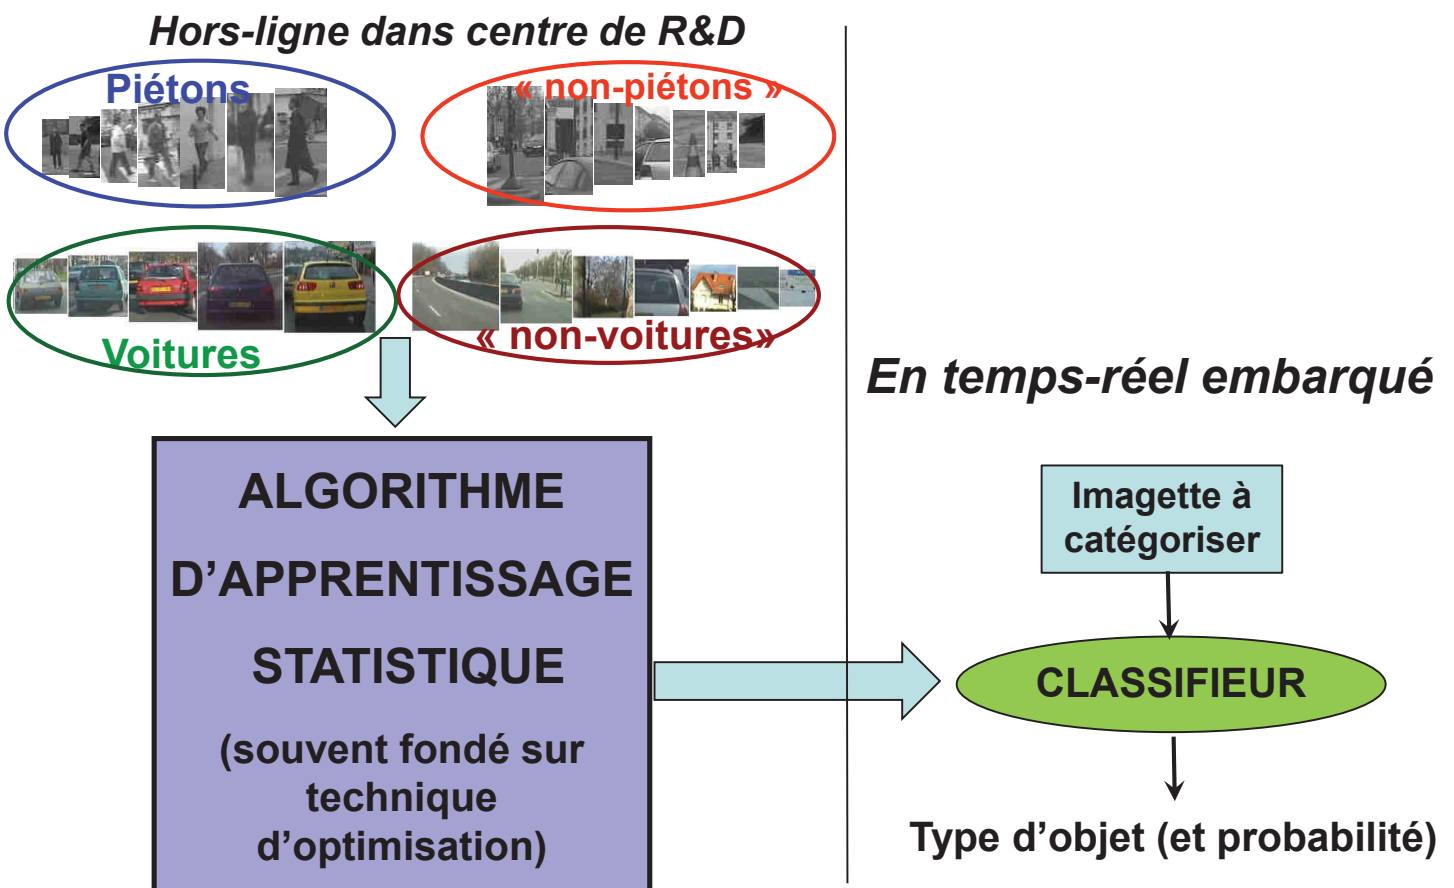 Hors-ligne dans centre de R&D
Piétons
« non-piétons »
Voitures
« non-voitures»
ALGORITHME
D’APPRENTISSAGE
STATISTIQUE
(souvent fondé sur
technique
d’optimisation)
En temps-réel embarqué
Imagette à
catégoriser
CLASSIFIEUR
Type d’objet (et probabilité)